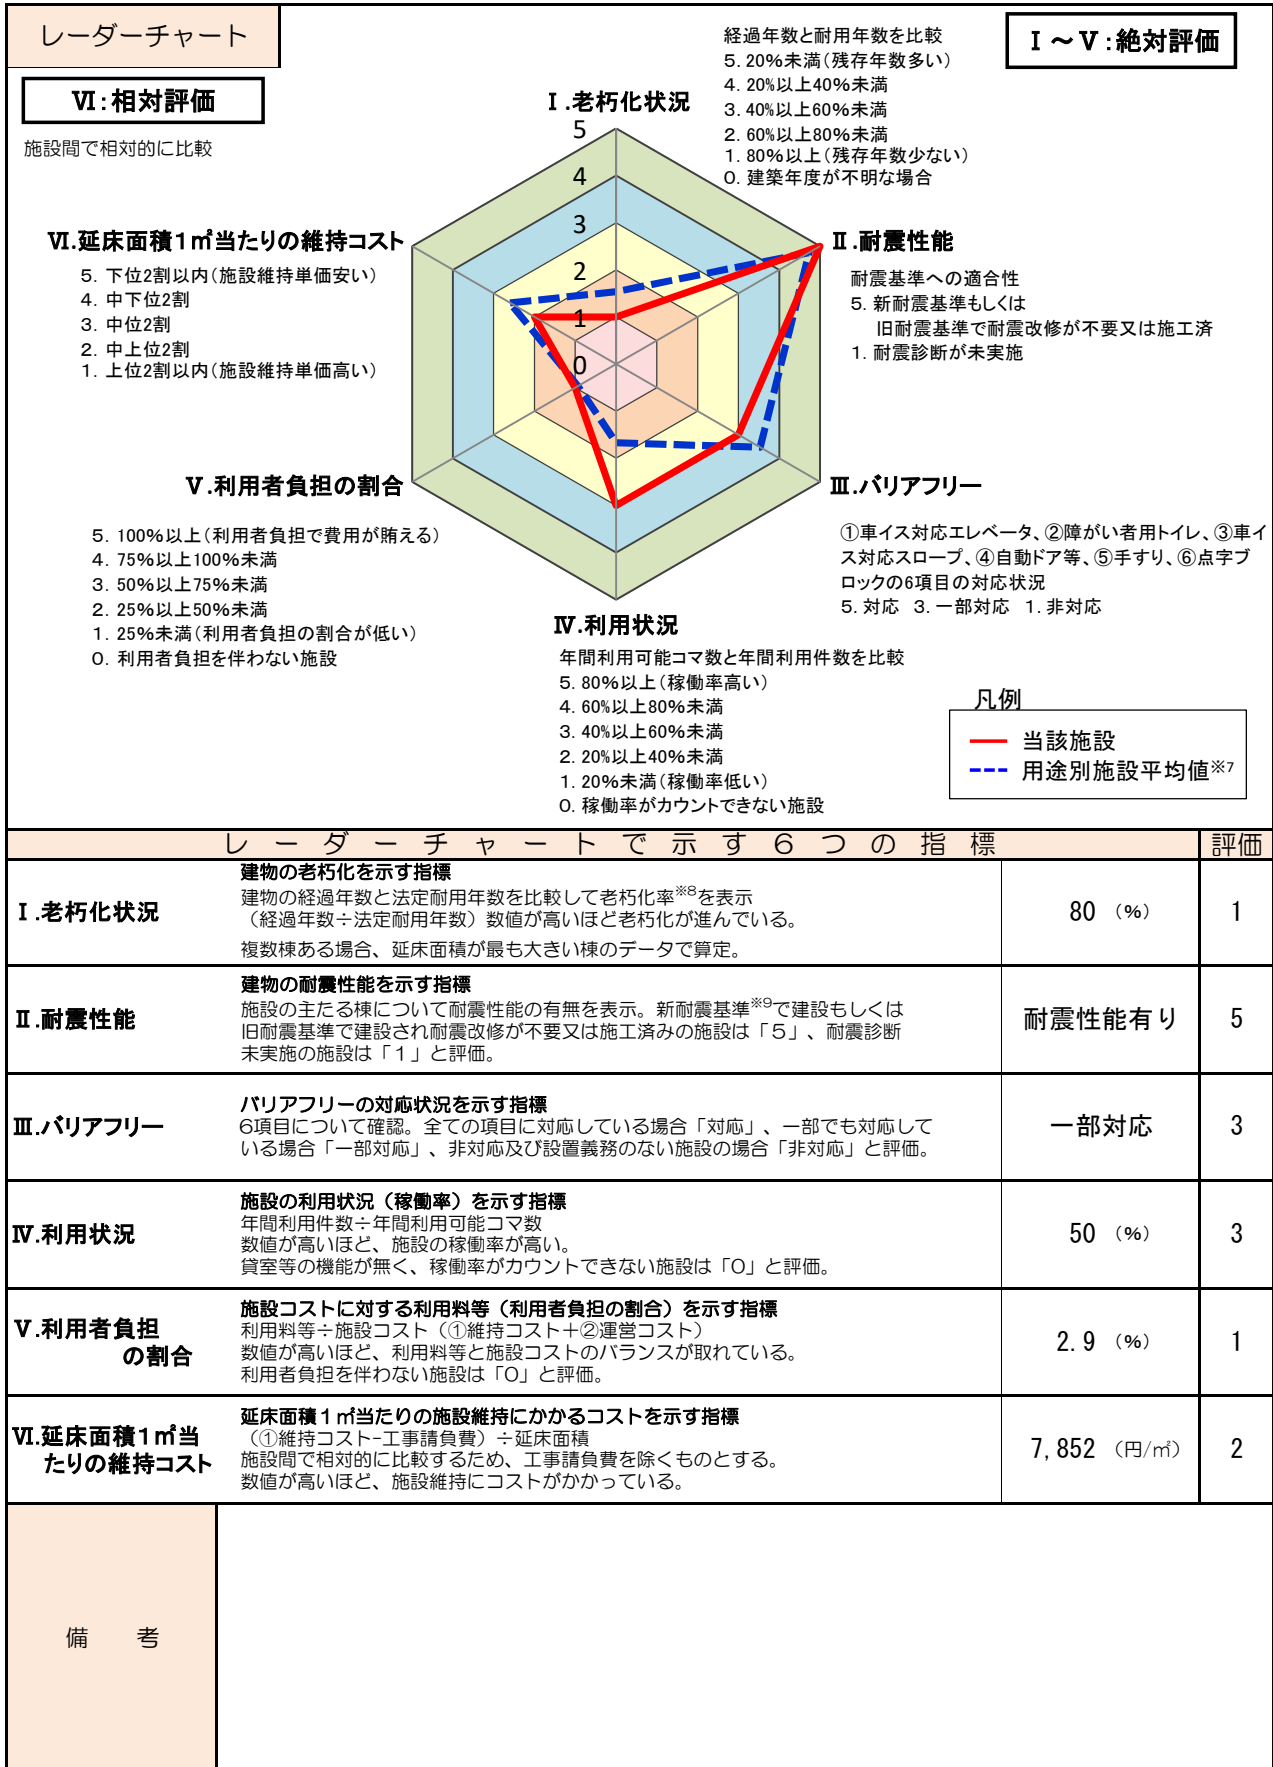 レーダーチャート
Ⅵ：相対評価
施設間で相対的に比較
Ⅰ～Ⅴ：絶対評価
経過年数と耐用年数を比較
5. 20%未満（残存年数多い）
4. 20%以上40%未満
3. 40%以上60%未満
2. 60%以上80%未満
1. 80%以上（残存年数少ない）
0. 建築年度が不明な場合
Ⅰ.老朽化状況
5
4
3
2
1
0
Ⅱ.耐震性能
耐震基準への適合性
5. 新耐震基準もしくは
旧耐震基準で耐震改修が不要又は施工済
1. 耐震診断が未実施
Ⅵ.延床面積1㎡当たりの維持コスト
5. 下位2割以内（施設維持単価安い）
4. 中下位2割
3. 中位2割
2. 中上位2割
1. 上位2割以内（施設維持単価高い）
Ⅲ.バリアフリー
①車イス対応エレベータ、②障がい者用トイレ、③車イ
ス対応スロープ、④自動ドア等、⑤手すり、⑥点字ブ
ロックの6項目の対応状況
5. 対応 3. 一部対応 1. 非対応
Ⅴ.利用者負担の割合
5. 100%以上（利用者負担で費用が賄える）
4. 75%以上100%未満
3. 50%以上75%未満
2. 25%以上50%未満
1. 25%未満（利用者負担の割合が低い）
0. 利用者負担を伴わない施設
Ⅳ.利用状況
年間利用可能コマ数と年間利用件数を比較
5. 80%以上（稼働率高い）
4. 60%以上80%未満
3. 40%以上60%未満
2. 20%以上40%未満
1. 20%未満（稼働率低い）
0. 稼働率がカウントできない施設
凡例
当該施設
用途別施設平均値※7
レーダーチャートで示す6つの指標 評価
Ⅰ.老朽化状況
建物の老朽化を示す指標
建物の経過年数と法定耐用年数を比較して老朽化率※8を表示
（経過年数÷法定耐用年数）数値が高いほど老朽化が進んでいる。
複数棟ある場合、延床面積が最も大きい棟のデータで算定。
80 （%） 1
Ⅱ.耐震性能
建物の耐震性能を示す指標
施設の主たる棟について耐震性能の有無を表示。新耐震基準※9で建設もしくは
旧耐震基準で建設され耐震改修が不要又は施工済みの施設は「5」、耐震診断
未実施の施設は「1」と評価。
耐震性能有り 5
Ⅲ.バリアフリー
バリアフリーの対応状況を示す指標
6項目について確認。全ての項目に対応している場合「対応」、一部でも対応して
いる場合「一部対応」、非対応及び設置義務のない施設の場合「非対応」と評価。
一部対応 3
Ⅳ.利用状況
施設の利用状況（稼働率）を示す指標
年間利用件数÷年間利用可能コマ数
数値が高いほど、施設の稼働率が高い。
貸室等の機能が無く、稼働率がカウントできない施設は「0」と評価。
50 （%） 3
Ⅴ.利用者負担
の割合
施設コストに対する利用料等（利用者負担の割合）を示す指標
利用料等÷施設コスト（①維持コスト+②運営コスト）
数値が高いほど、利用料等と施設コストのバランスが取れている。
利用者負担を伴わない施設は「0」と評価。
2.9 （%） 1
Ⅵ.延床面積1㎡当
たりの維持コスト
延床面積1㎡当たりの施設維持にかかるコストを示す指標
（①維持コスト-工事請負費）÷延床面積
施設間で相対的に比較するため、工事請負費を除くものとする。
数値が高いほど、施設維持にコストがかかっている。
7,852 （円/㎡） 2
備 考